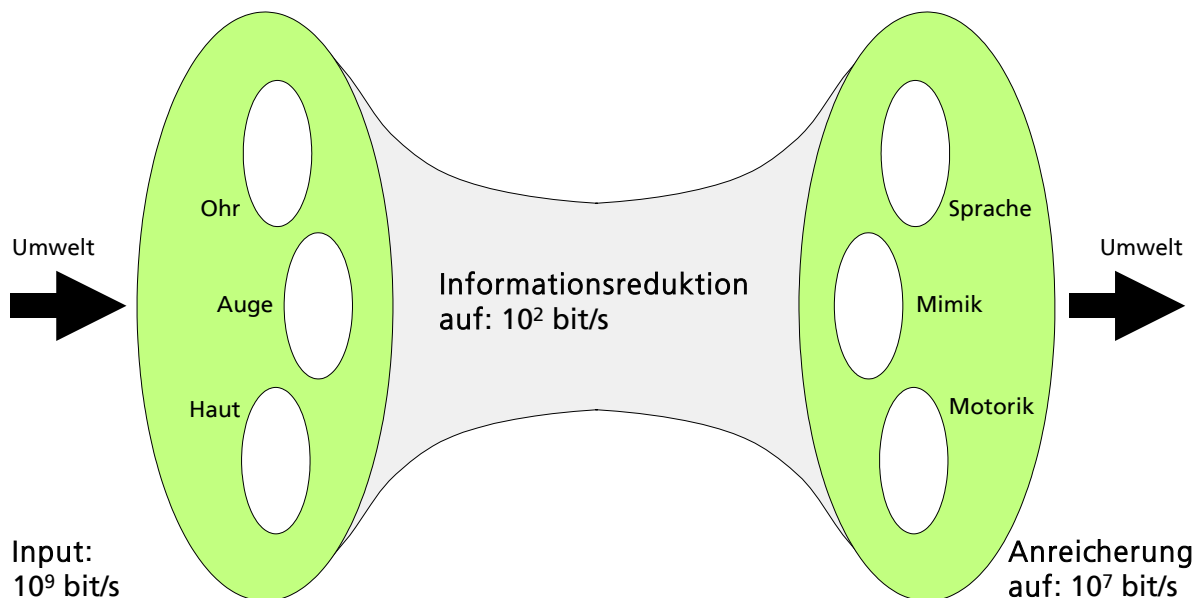 Ohr
Sprache
Umwelt
Umwelt
Informationsreduktion
auf: 10² bit/s
Auge
Mimik
Haut
Motorik
Input:
10⁹ bit/s
Anreicherung
auf: 10⁷ bit/s